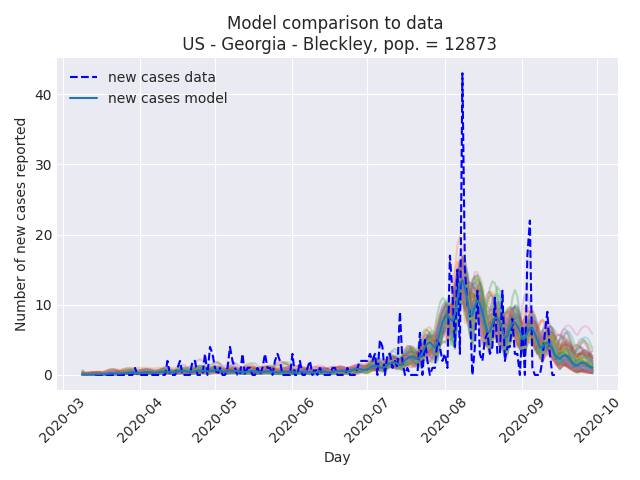 Model comparison to data
US - Georgia - Bleckley, pop. = 12873
new cases data
new cases model
Number of new cases reported
40
30
20
10
0
2020-03
2020-04
2020-05
2020-06
2020-07
2020-08
2020-09
2020-10
Day